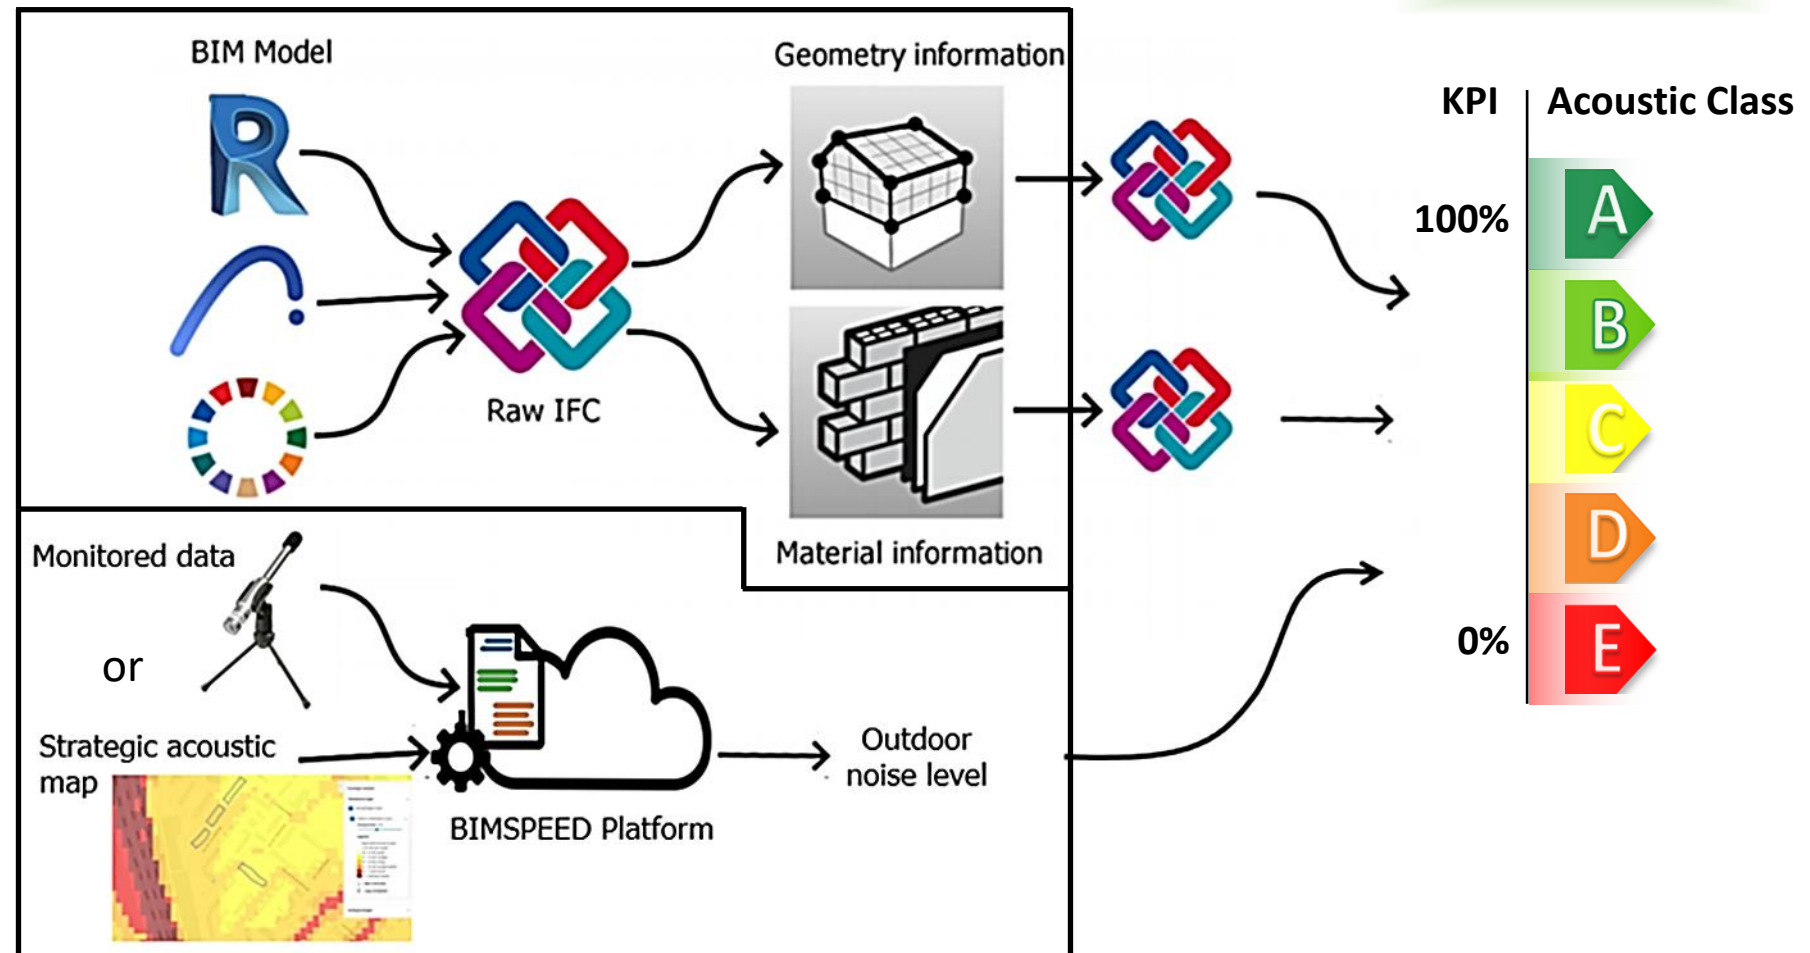 BIM Model
Geometry information
R
Raw IFC
Material information
KPI
Acoustic Class
100%
A
B
C
D
0%
E
Monitored data
or
Strategic acoustic
map
BIMSPEED Platform
Outdoor
noise level